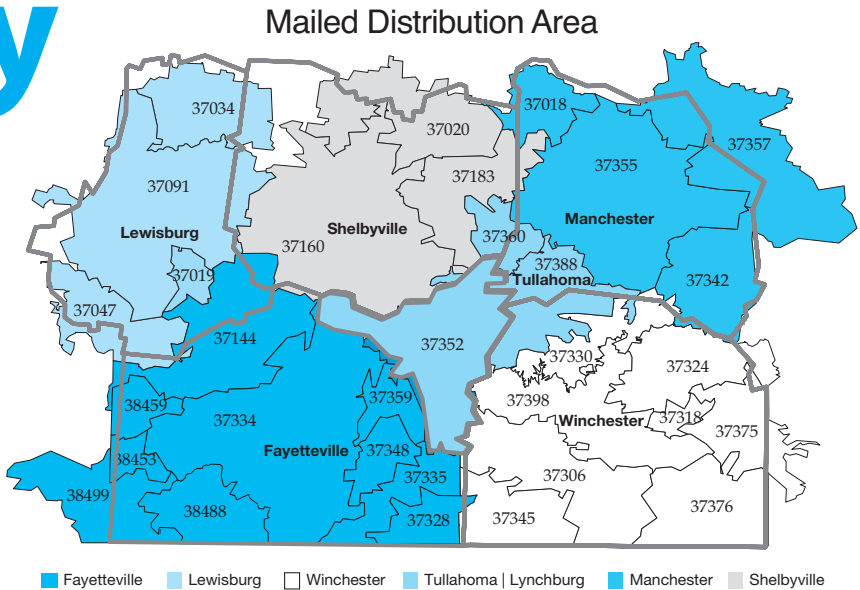 y
Mailed Distribution Area
37034
37018
37020
37357
37355
37183
37091
Manchester
Lewisburg
Shelbyville
37360
37160
37388
37019
Tullahoma
37342
37047
37144
37352
37330
37324
37359
37398
38459
37334
37318
Winchester
37375
Fayetteville
37348
38453
37335
37306
38499
38488
37376
37328
37345
Fayetteville
Lewisburg
Winchester
Tullahoma | Lynchburg
Manchester
Shelbyville